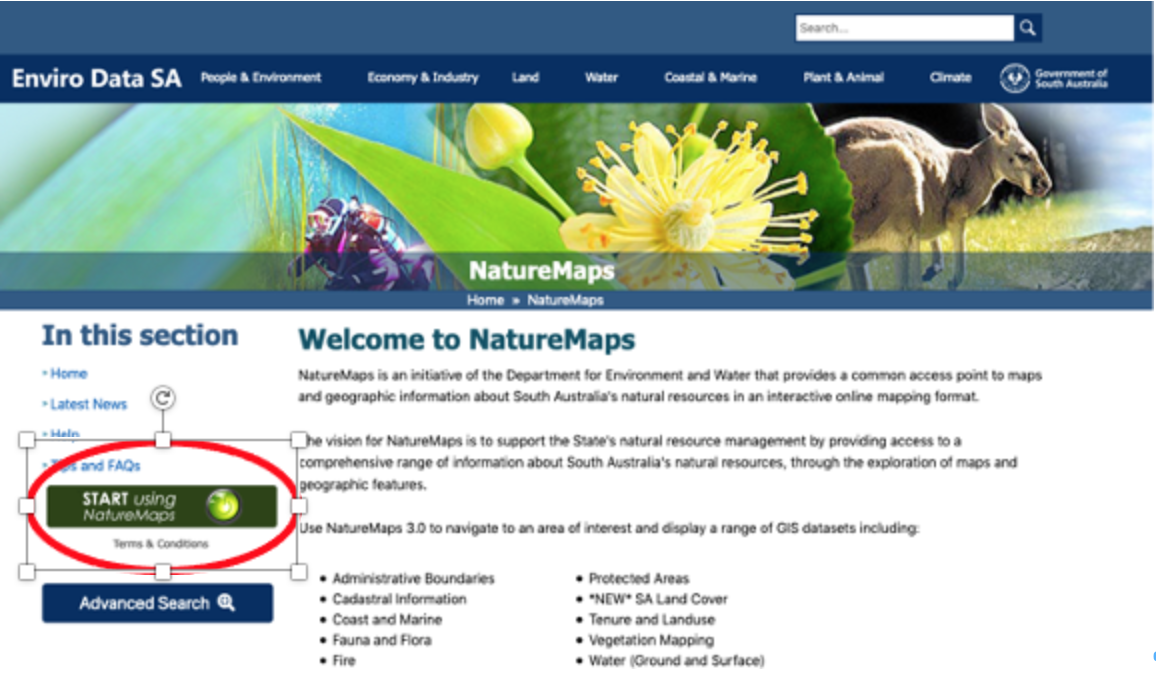 Search...
Enviro Data SA People & Environment Economy & Industry Land Water Coastal & Marine Plant & Animal Climate Government of South Australia
NatureMaps
Home » NatureMaps
In this section
Home
Latest News
Help
Tips and FAQs
START using
NatureMaps
Terms & Conditions
Advanced Search
Welcome to NatureMaps
NatureMaps is an initiative of the Department for Environment and Water that provides a common access point to maps
and geographic information about South Australia's natural resources in an interactive online mapping format.
The vision for NatureMaps is to support the State's natural resource management by providing access to a
comprehensive range of information about South Australia's natural resources, through the exploration of maps and
geographic features.
Use NatureMaps 3.0 to navigate to an area of interest and display a range of GIS datasets including:
• Administrative Boundaries
• Cadastral Information
• Coast and Marine
• Fauna and Flora
• Fire
• Protected Areas
• *NEW* SA Land Cover
• Tenure and Landuse
• Vegetation Mapping
• Water (Ground and Surface)